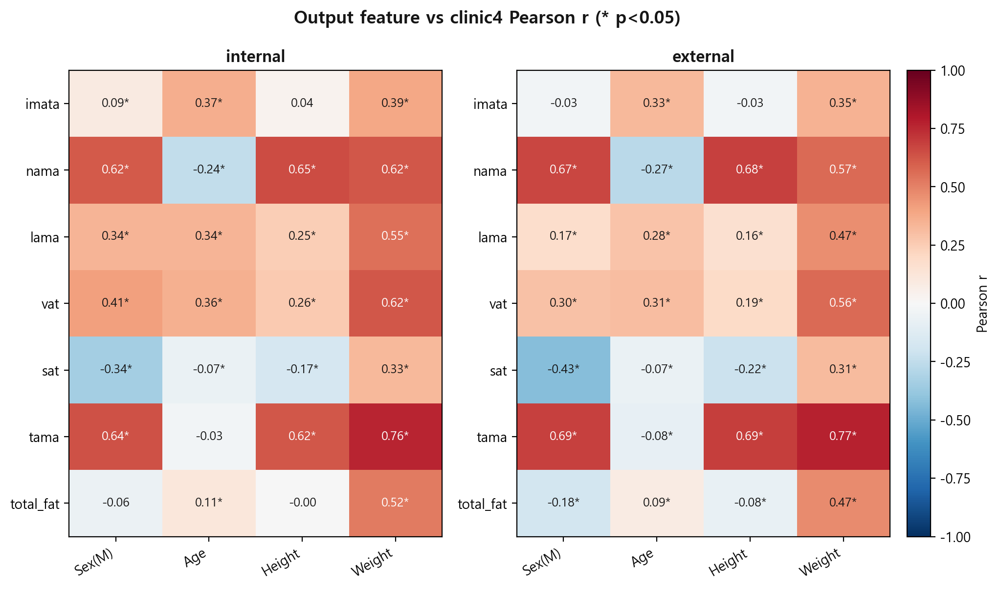 Output feature vs clinic4 Pearson r (* p<0.05)
internal
imata 0.09* 0.37* 0.04 0.39*
nama 0.62* -0.24* 0.65* 0.62*
lama 0.34* 0.34* 0.25* 0.55*
vat 0.41* 0.36* 0.26* 0.62*
sat -0.34* -0.07* -0.17* 0.33*
tama 0.64* -0.03 0.62* 0.76*
total_fat -0.06 0.11* -0.00 0.52*
Sex(M) Age Height Weight
external
imata -0.03 0.33* -0.03 0.35*
nama 0.67* -0.27* 0.68* 0.57*
lama 0.17* 0.28* 0.16* 0.47*
vat 0.30* 0.31* 0.19* 0.56*
sat -0.43* -0.07* -0.22* 0.31*
tama 0.69* -0.08* 0.69* 0.77*
total_fat -0.18* 0.09* -0.08* 0.47*
Sex(M) Age Height Weight
1.00
0.75
0.50
0.25
0.00
-0.25
-0.50
-0.75
-1.00
Pearson r